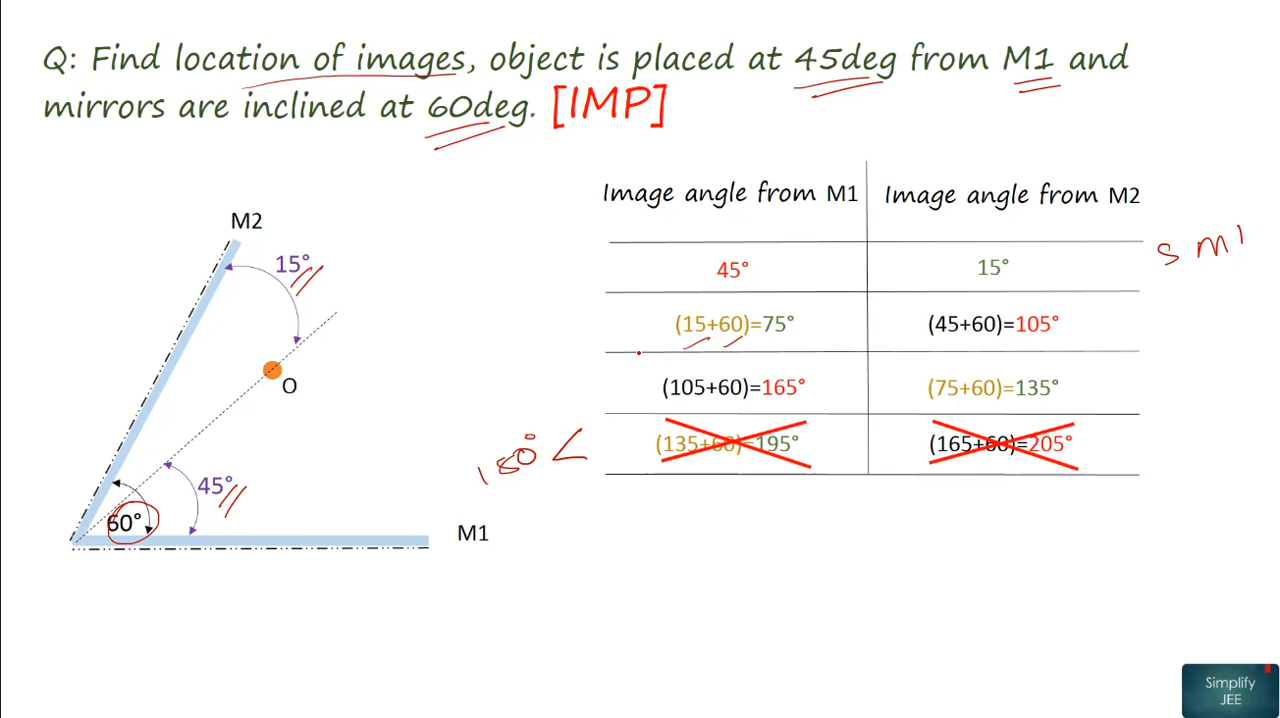 Q: Find location of images, object is placed at 45deg from M1 and
mirrors are inclined at 60deg. [IMP]
M2
15°
O
45°
60°
M1
Image angle from M1 Image angle from M2
45° 15°
(15+60)=75° (45+60)=105°
(105+60)=165° (75+60)=135°
(135+60)=195° (165+60)=205°
180° <
5 M1
Simplify
JEE